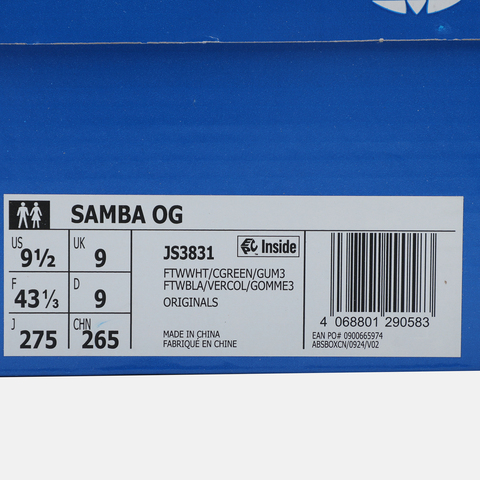 SAMBA OG
US 9½ UK 9
F 43⅓ D 9
J 275 CHN 265
JS3831 Inside
FTWWHT/CGREEN/GUM3
FTWBLA/VERCOL/GOMME3
ORIGINALS
MADE IN CHINA
FABRIQUÉ EN CHINE
4 068801 290583
EAN PO# 0900665974
ABSBOXCN/0924/V02